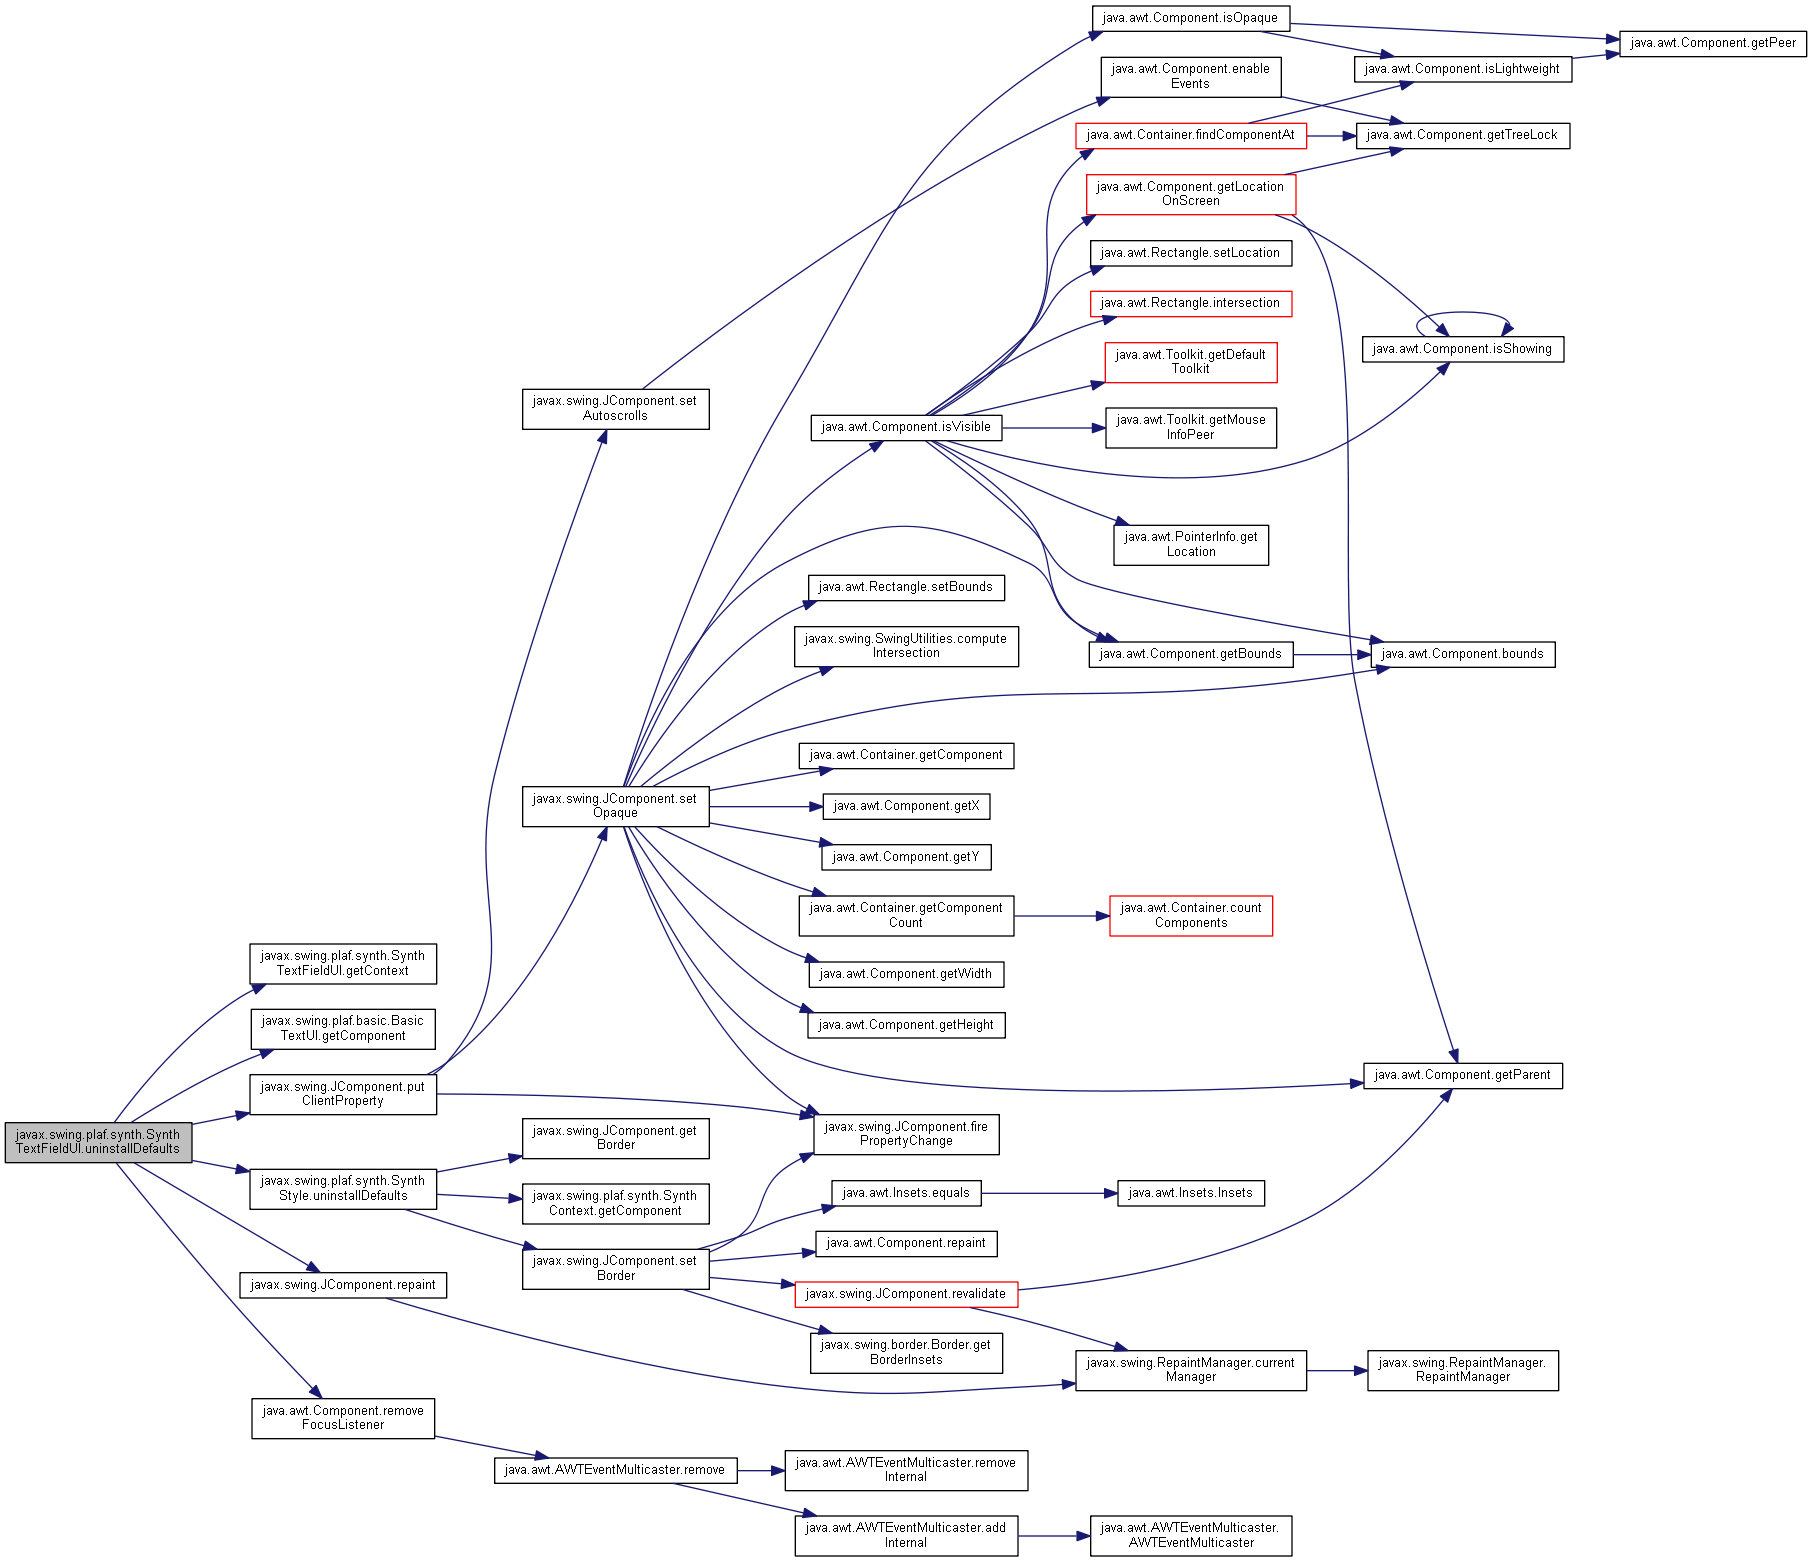 java.awt.Component.isOpaque
java.awt.Component.getPeer
java.awt.Component.enable
Events
java.awt.Component.isLightweight
java.awt.Container.findComponentAt
java.awt.Component.getTreeLock
java.awt.Component.getLocation
OnScreen
java.awt.Rectangle.setLocation
java.awt.Rectangle.intersection
java.awt.Component.isShowing
java.awt.Toolkit.getDefault
Toolkit
javax.swing.JComponent.set
Autoscrolls
java.awt.Component.isVisible
java.awt.Toolkit.getMouse
InfoPeer
java.awt.PointerInfo.get
Location
java.awt.Rectangle.setBounds
javax.swing.SwingUtilities.compute
Intersection
java.awt.Component.getBounds
java.awt.Component.bounds
java.awt.Container.getComponent
javax.swing.JComponent.set
Opaque
java.awt.Component.getX
java.awt.Component.getY
java.awt.Container.getComponent
Count
java.awt.Container.count
Components
javax.swing.plaf.synth.Synth
TextFieldUI.getContext
java.awt.Component.getWidth
javax.swing.plaf.basic.Basic
TextUI.getComponent
java.awt.Component.getHeight
javax.swing.JComponent.put
ClientProperty
java.awt.Component.getParent
javax.swing.plaf.synth.Synth
TextFieldUI.uninstallDefaults
javax.swing.JComponent.get
Border
javax.swing.JComponent.fire
PropertyChange
javax.swing.plaf.synth.Synth
Style.uninstallDefaults
javax.swing.plaf.synth.Synth
Context.getComponent
java.awt.Insets.equals
java.awt.Insets.Insets
javax.swing.JComponent.set
Border
java.awt.Component.repaint
javax.swing.JComponent.repaint
javax.swing.JComponent.revalidate
javax.swing.border.Border.get
BorderInsets
javax.swing.RepaintManager.current
Manager
javax.swing.RepaintManager.
RepaintManager
java.awt.Component.remove
FocusListener
java.awt.AWTEventMulticaster.remove
java.awt.AWTEventMulticaster.remove
Internal
java.awt.AWTEventMulticaster.add
Internal
java.awt.AWTEventMulticaster.
AWTEventMulticaster